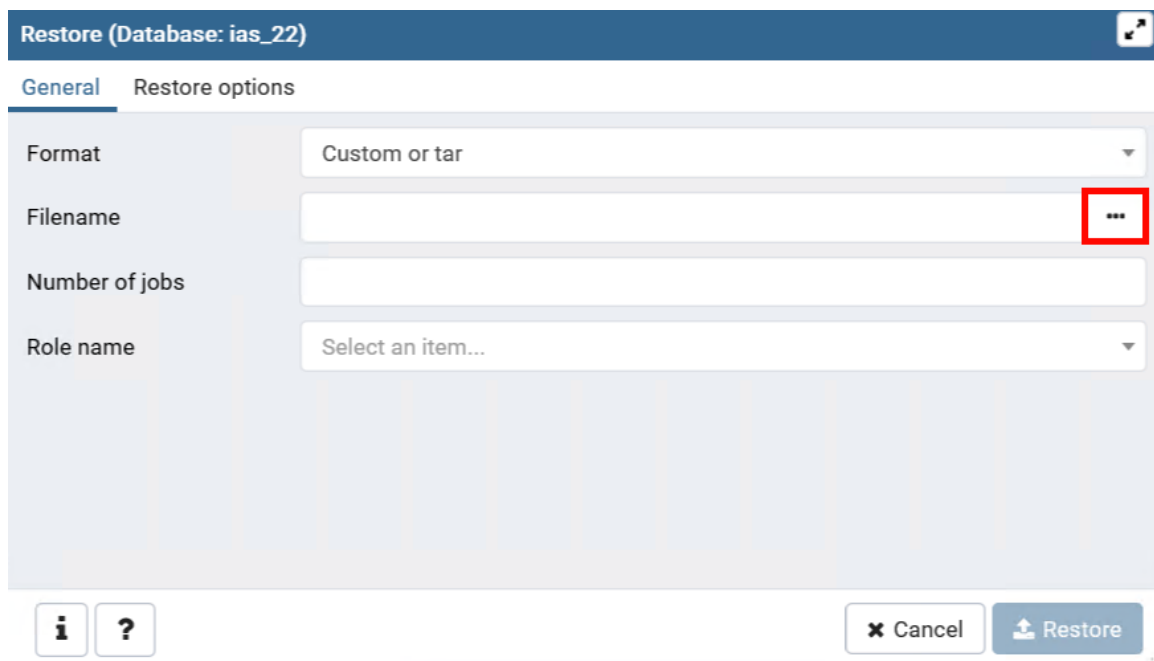 Restore (Database: ias_22)
General Restore options
Format Custom or tar
Filename ...
Number of jobs
Role name Select an item...
i ? × Cancel Restore